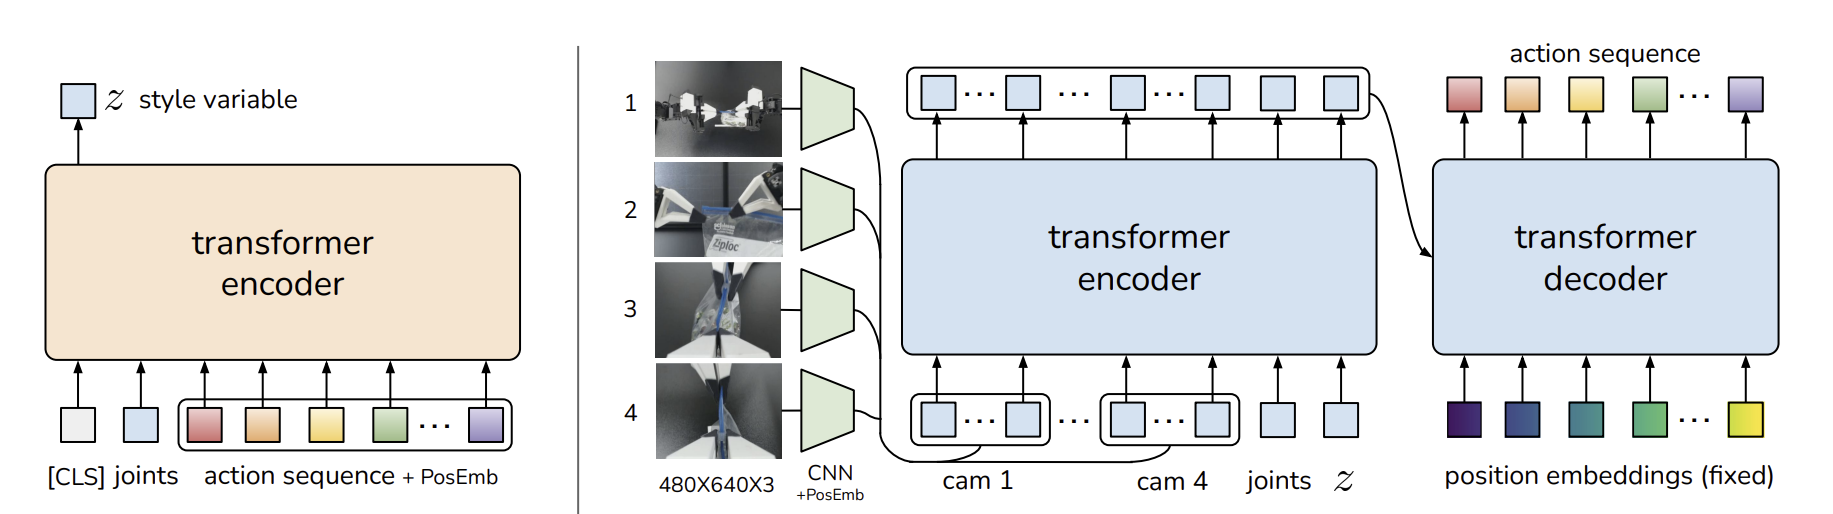 z style variable
transformer
encoder
[CLS] joints action sequence + PosEmb
1
2
3
4
Ziploc
480X640X3
CNN
+PosEmb
transformer
encoder
cam 1
cam 4
joints
z
action sequence
transformer
decoder
position embeddings (fixed)